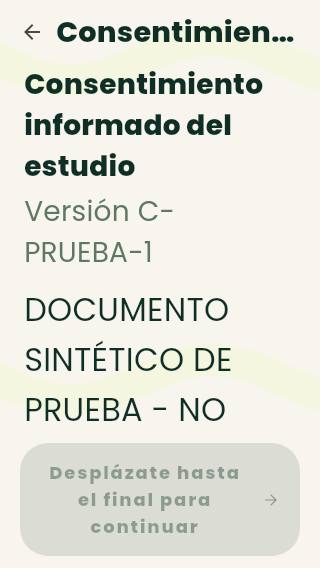 Consentimien...
Consentimiento
informado del
estudio
Versión C-
PRUEBA-1
DOCUMENTO
SINTÉTICO DE
PRUEBA - NO
Desplázate hasta
el final para
continuar